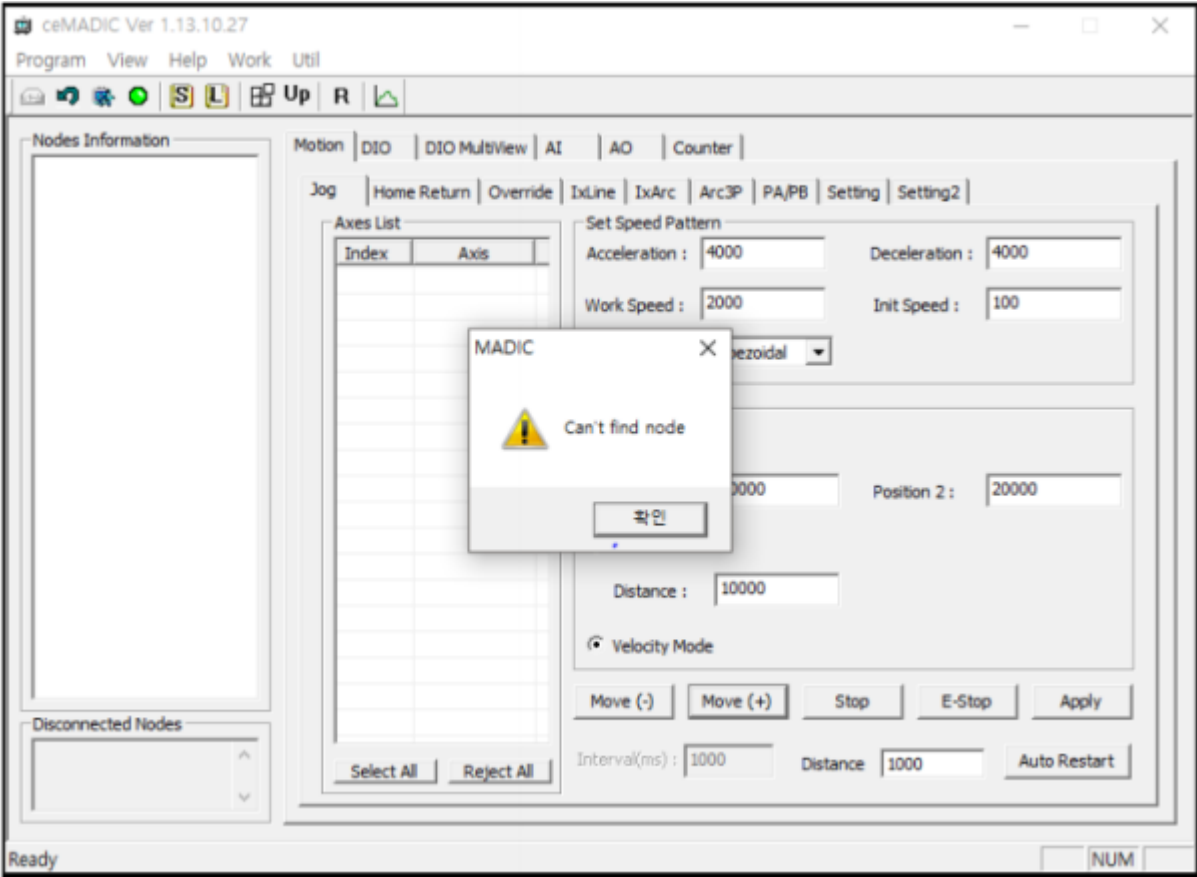 ceMADIC Ver 1.13.10.27
Program View Help Work Util
S L Up R
Nodes Information
Motion DIO DIO MultiView AI AO Counter
Jog Home Return Override IxLine IxArc Arc3P PA/PB Setting Setting2
Axes List
Index Axis
Set Speed Pattern
Acceleration : 4000 Deceleration : 4000
Work Speed : 2000 Init Speed : 100
pezoidal
MADIC
Can't find node
확인
0000 Position 2 : 20000
Distance : 10000
Velocity Mode
Move (-) Move (+) Stop E-Stop Apply
Disconnected Nodes
Select All Reject All
Interval(ms) : 1000 Distance 1000 Auto Restart
Ready
NUM